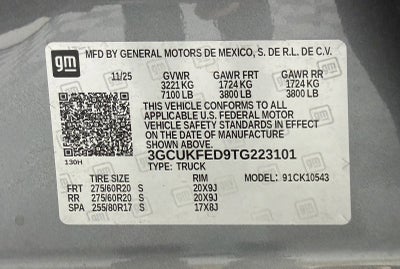 gm
MFD BY GENERAL MOTORS DE MEXICO, S. DE R.L. DE C.V.
11/25 GVWR GAWR FRT GAWR RR
3221 KG 1724 KG 1724 KG
7100 LB 3800 LB 3800 LB
THIS VEHICLE CONFORMS TO ALL
APPLICABLE U.S. FEDERAL MOTOR
VEHICLE SAFETY AND THEFT PREVENTION
STANDARDS IN EFFECT ON THE DATE OF
MANUFACTURE SHOWN ABOVE.
3GCUKFED9TG223101
130H TYPE: TRUCK MODEL: 91CK10543
TIRE SIZE RIM
FRT 275/60R20 S 20X9J
RR 275/60R20 S 20X9J
SPA 255/80R17 S 17X8J